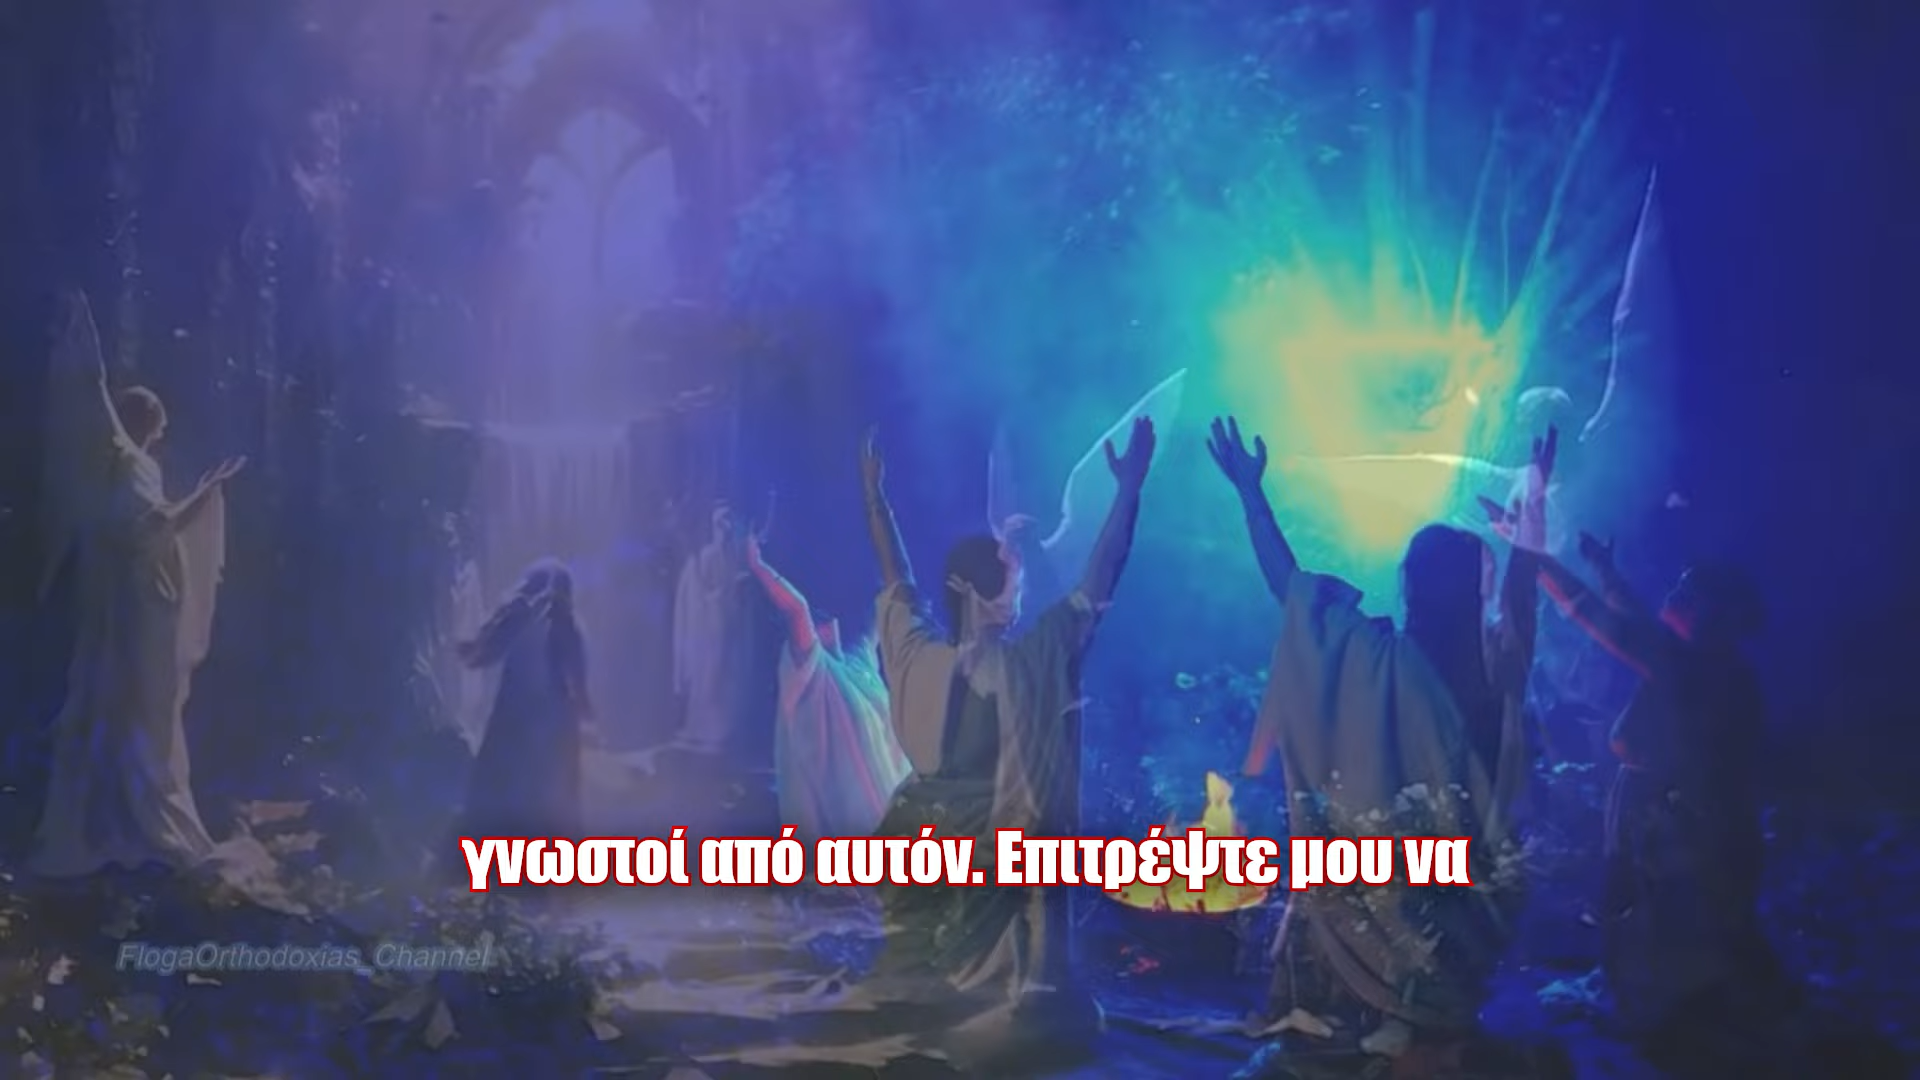 γνωστοί από αυτόν. Επιτρέψτε μου να
FlogaOrthodoxias_Channel